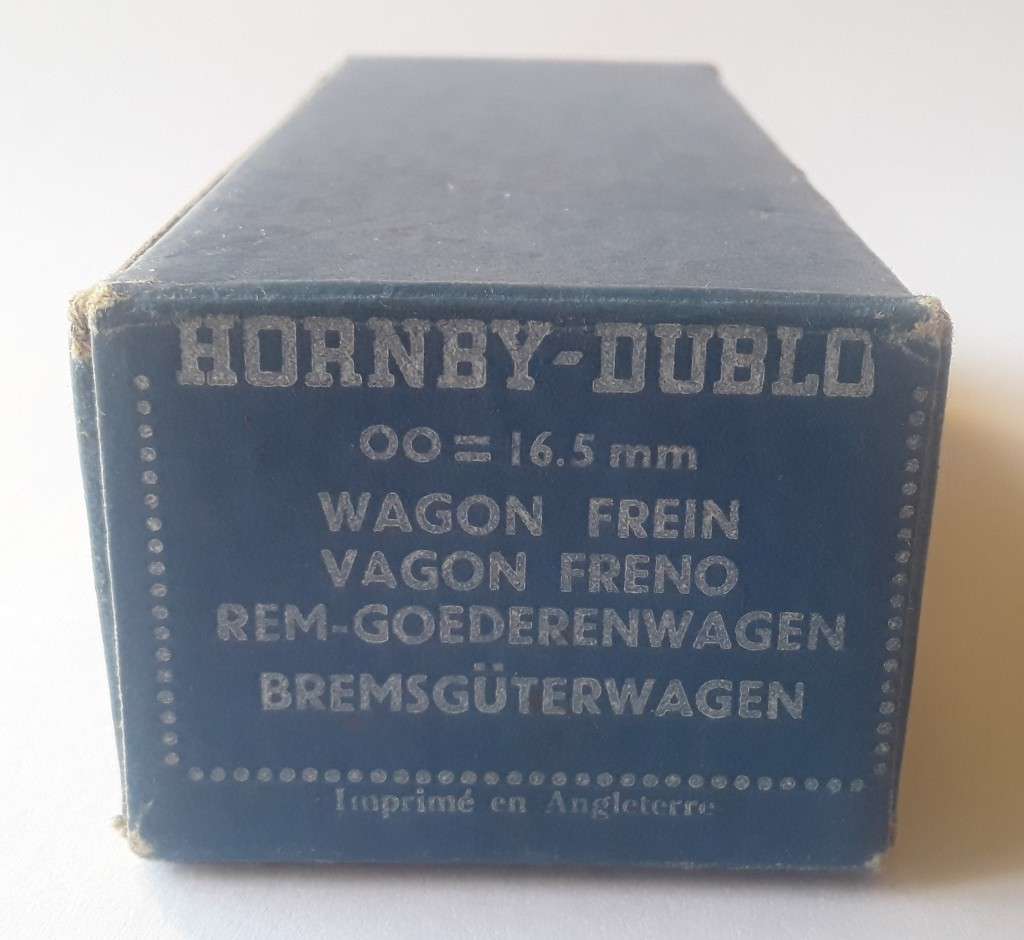 HORNBY-DUBLO
OO = 16.5 mm
WAGON FREIN
VAGON FRENO
REM-GOEDERENWAGEN
BREMSGÜTERWAGEN
Imprimé en Angleterre